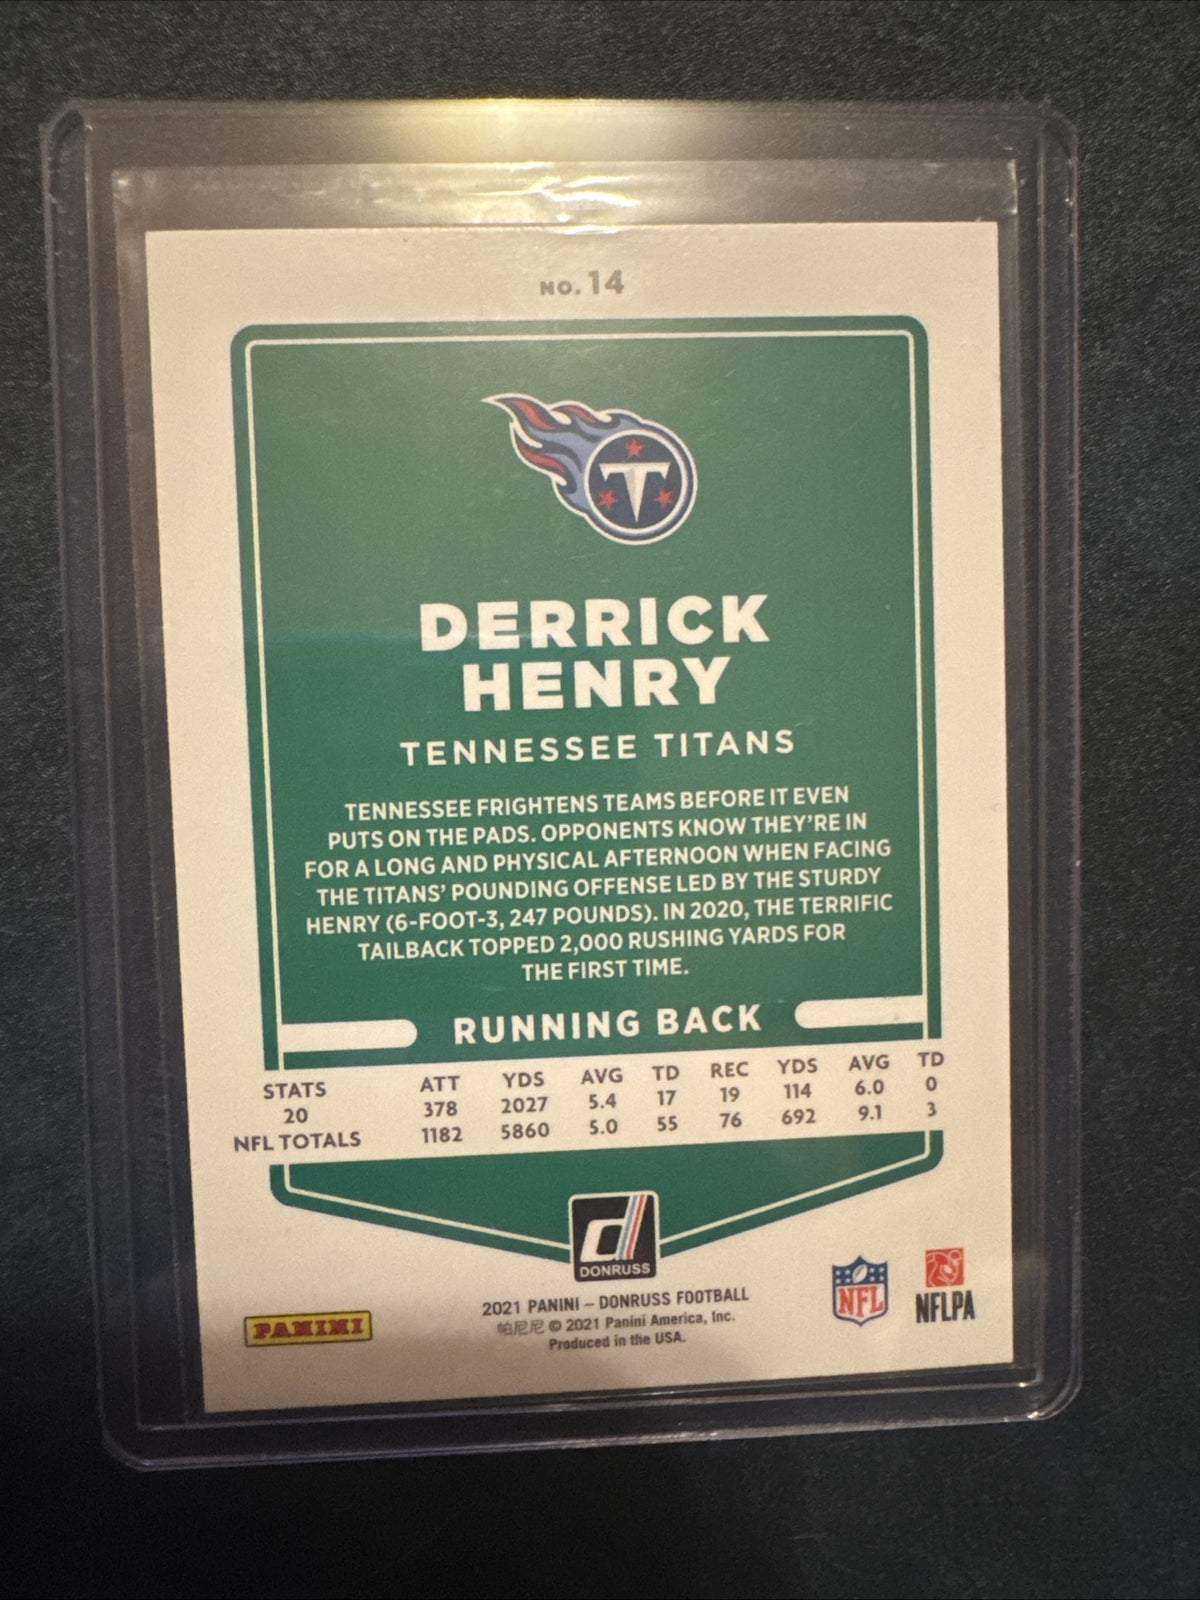 NO. 14
T
DERRICK
HENRY
TENNESSEE TITANS
TENNESSEE FRIGHTENS TEAMS BEFORE IT EVEN
PUTS ON THE PADS. OPPONENTS KNOW THEY'RE IN
FOR A LONG AND PHYSICAL AFTERNOON WHEN FACING
THE TITANS' POUNDING OFFENSE LED BY THE STURDY
HENRY (6-FOOT-3, 247 POUNDS). IN 2020, THE TERRIFIC
TAILBACK TOPPED 2,000 RUSHING YARDS FOR
THE FIRST TIME.
RUNNING BACK
STATS ATT YDS AVG TD REC YDS AVG TD
20 378 2027 5.4 17 19 114 6.0 0
NFL TOTALS 1182 5860 5.0 55 76 692 9.1 3
d
DONRUSS
PANINI
2021 PANINI – DONRUSS FOOTBALL
帕尼尼 © 2021 Panini America, Inc.
Produced in the USA.
NFL
NFLPA